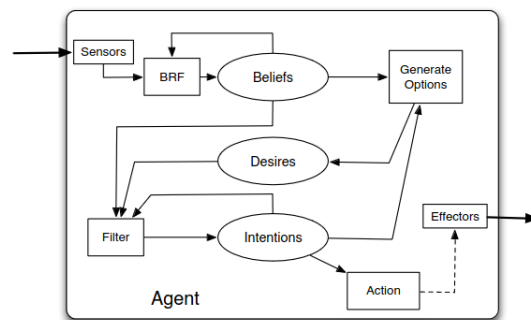 Sensors
BRF
Beliefs
Generate
Options
Desires
Filter
Intentions
Effectors
Action
Agent